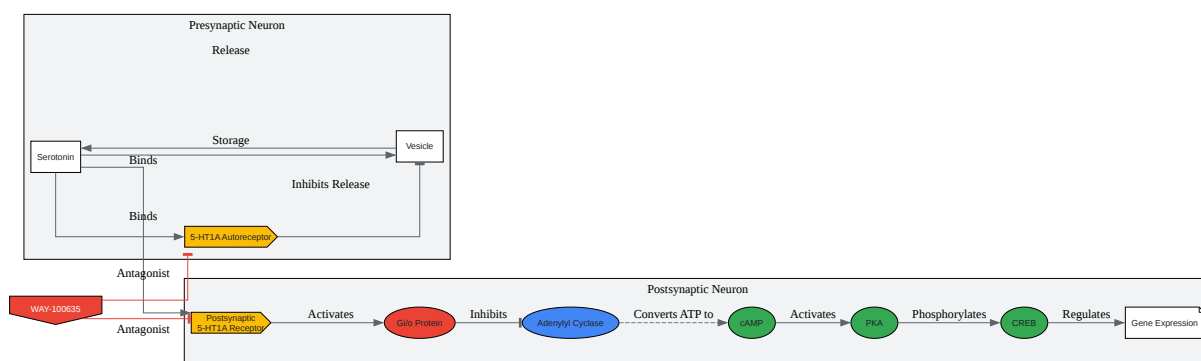 Presynaptic Neuron
Release
Storage
Serotonin
Vesicle
Binds
Inhibits Release
Binds
5-HT1A Autoreceptor
Antagonist
Postsynaptic Neuron
WAY-100635
Postsynaptic
5-HT1A Receptor
Activates
Gi/o Protein
Inhibits
Adenylyl Cyclase
Converts ATP to
cAMP
Activates
PKA
Phosphorylates
CREB
Regulates
Gene Expression
Antagonist